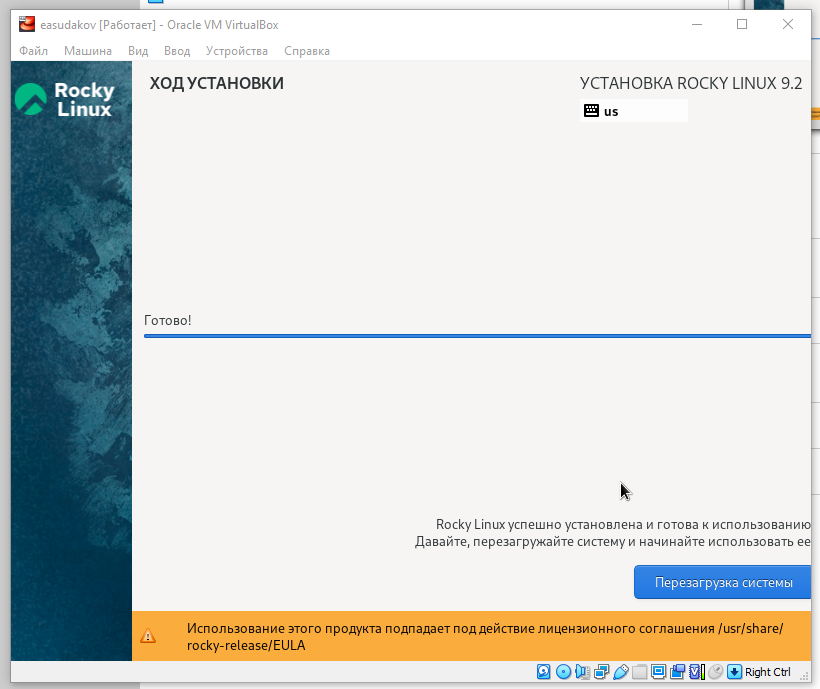 easudakov [Работает] - Oracle VM VirtualBox
Файл Машина Вид Ввод Устройства Справка
Rocky
Linux
ХОД УСТАНОВКИ
УСТАНОВКА ROCKY LINUX 9.2
us
Готово!
Rocky Linux успешно установлена и готова к использованию
Давайте, перезагружайте систему и начинайте использовать ее
Перезагрузка системы
Использование этого продукта подпадает под действие лицензионного соглашения /usr/share/
rocky-release/EULA
Right Ctrl